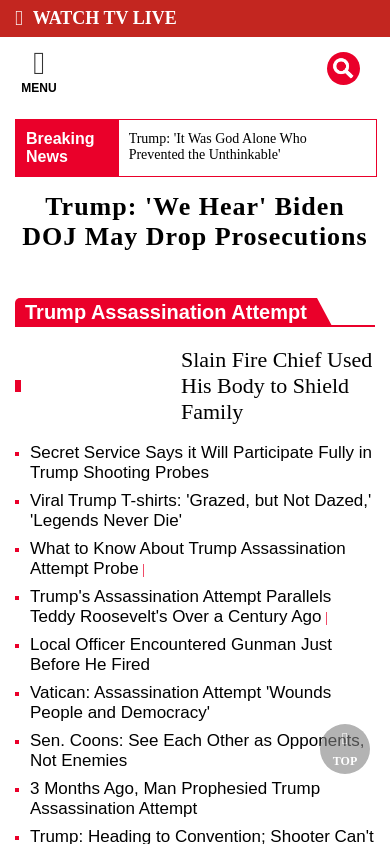 WATCH TV LIVE
MENU
Breaking
News
Trump: 'It Was God Alone Who
Prevented the Unthinkable'
Trump: 'We Hear' Biden
DOJ May Drop Prosecutions
Trump Assassination Attempt
Slain Fire Chief Used
His Body to Shield
Family
Secret Service Says it Will Participate Fully in
Trump Shooting Probes
Viral Trump T-shirts: 'Grazed, but Not Dazed,'
'Legends Never Die'
What to Know About Trump Assassination
Attempt Probe |
Trump's Assassination Attempt Parallels
Teddy Roosevelt's Over a Century Ago |
Local Officer Encountered Gunman Just
Before He Fired
Vatican: Assassination Attempt 'Wounds
People and Democracy'
Sen. Coons: See Each Other as Opponents,
Not Enemies
TOP
3 Months Ago, Man Prophesied Trump
Assassination Attempt
Trump: Heading to Convention; Shooter Can't